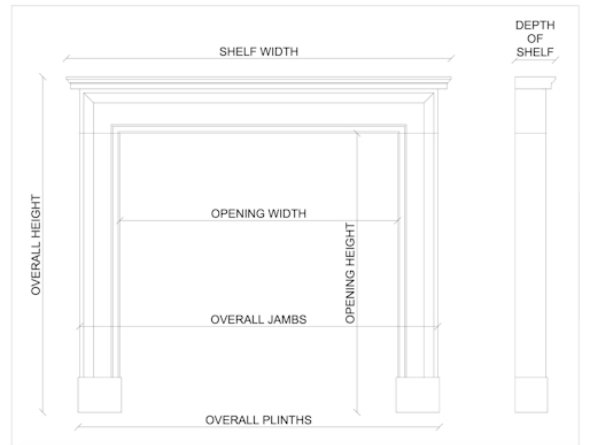 DEPTH
OF
SHELF
SHELF WIDTH
OVERALL HEIGHT
OPENING WIDTH
OPENING HEIGHT
OVERALL JAMBS
OVERALL PLINTHS